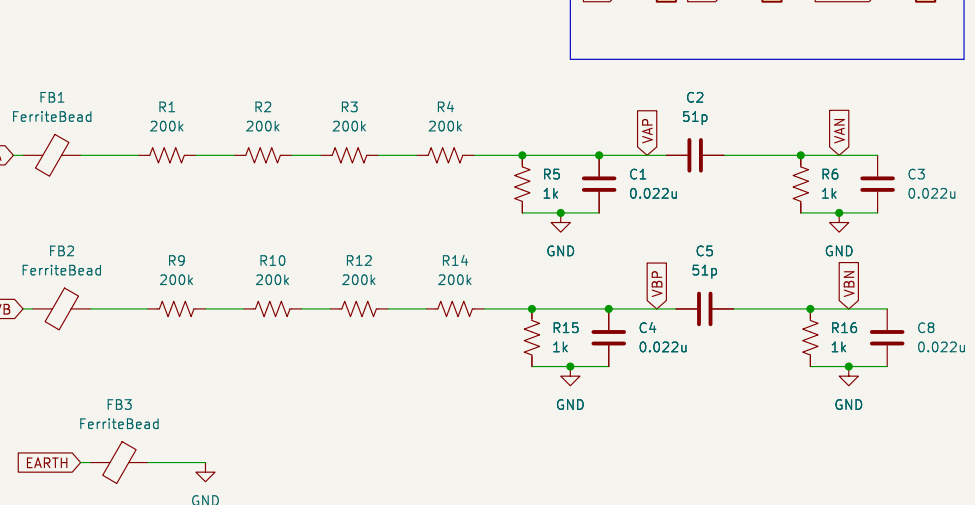 FB1
FerriteBead
R1
200k
R2
200k
R3
200k
R4
200k
VAP
C2
51p
VAN
R5
1k
C1
0.022u
R6
1k
C3
0.022u
GND
GND
FB2
FerriteBead
R9
200k
R10
200k
R12
200k
R14
200k
VBP
C5
51p
VBN
R15
1k
C4
0.022u
R16
1k
C8
0.022u
GND
GND
FB3
FerriteBead
EARTH
GND